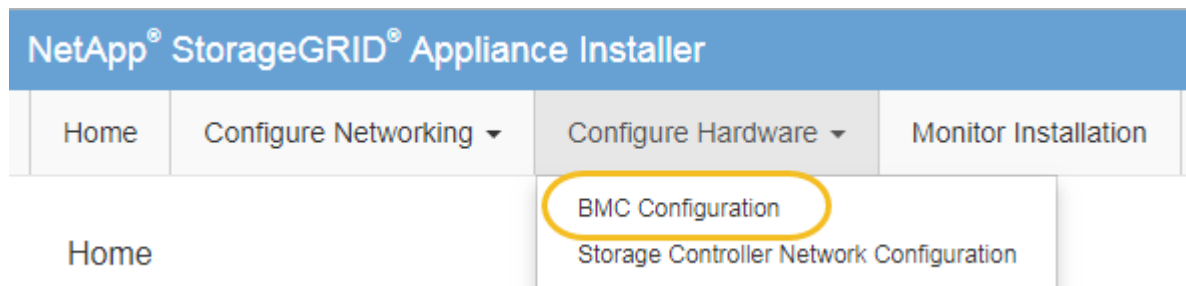 NetApp® StorageGRID® Appliance Installer
Home Configure Networking Configure Hardware Monitor Installation
BMC Configuration
Home Storage Controller Network Configuration